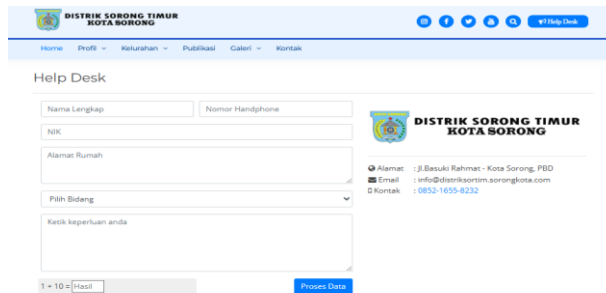 DISTRIK SORONG TIMUR
KOTA SORONG
Help Desk
Home Profil Kelurahan Publikasi Galeri Kontak
Help Desk
Nama Lengkap Nomor Handphone
NIK
Alamat Rumah
Pilih Bidang
Ketik keperluan anda
1 + 10 = Hasil Proses Data
DISTRIK SORONG TIMUR
KOTA SORONG
Alamat : Jl.Basuki Rahmat - Kota Sorong, PBD
Email : info@distriksortim.sorongkota.com
Kontak : 0852-1655-8232